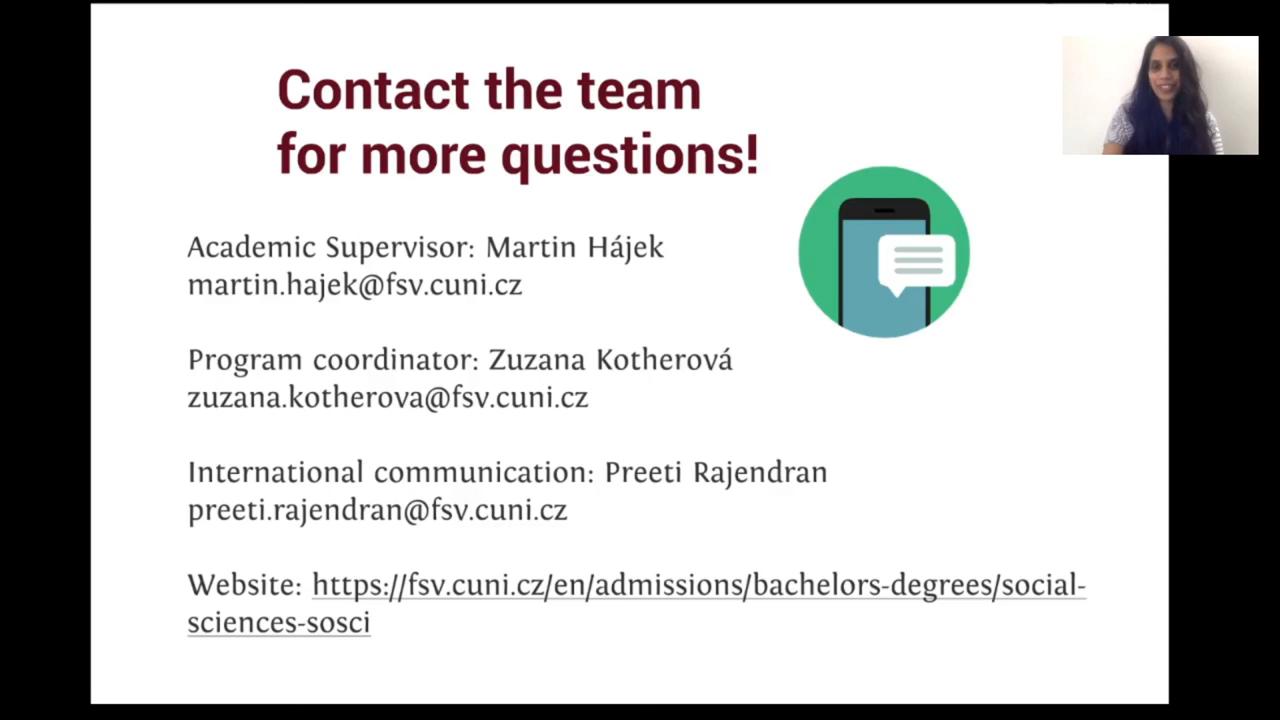 Contact the team
for more questions!
Academic Supervisor: Martin Hájek
martin.hajek@fsv.cuni.cz
Program coordinator: Zuzana Kotherová
zuzana.kotherova@fsv.cuni.cz
International communication: Preeti Rajendran
preeti.rajendran@fsv.cuni.cz
Website: https://fsv.cuni.cz/en/admissions/bachelors-degrees/social-
sciences-sosci